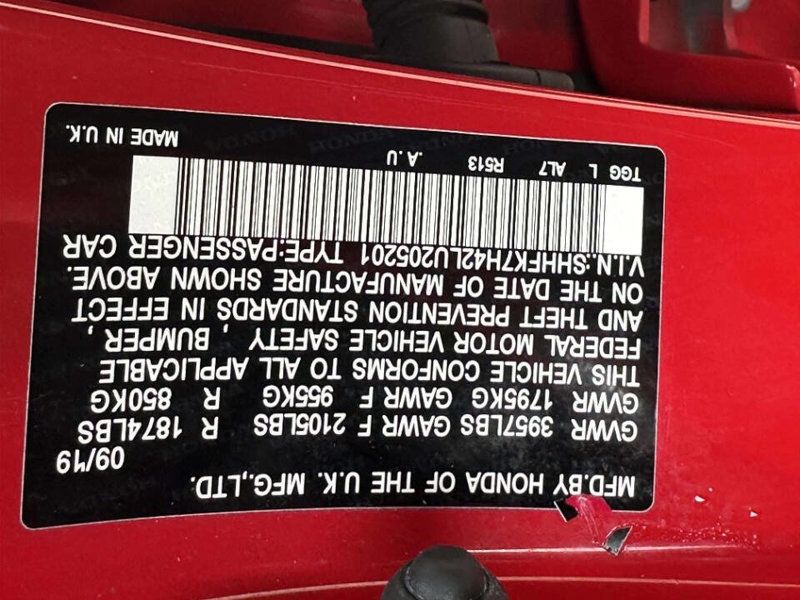 MFD.BY HONDA OF THE U.K. MFG.,LTD.
09/19
GVWR 3957LBS GAWR F 2105LBS R 1874LBS
GVWR 1795KG GAWR F 955KG R 850KG
THIS VEHICLE CONFORMS TO ALL APPLICABLE
FEDERAL MOTOR VEHICLE SAFETY , BUMPER ,
AND THEFT PREVENTION STANDARDS IN EFFECT
ON THE DATE OF MANUFACTURE SHOWN ABOVE.
V.I.N.:SHHFK7H42LU205201 TYPE:PASSENGER CAR
TGG L AL7 R513 .A .U MADE IN U.K.